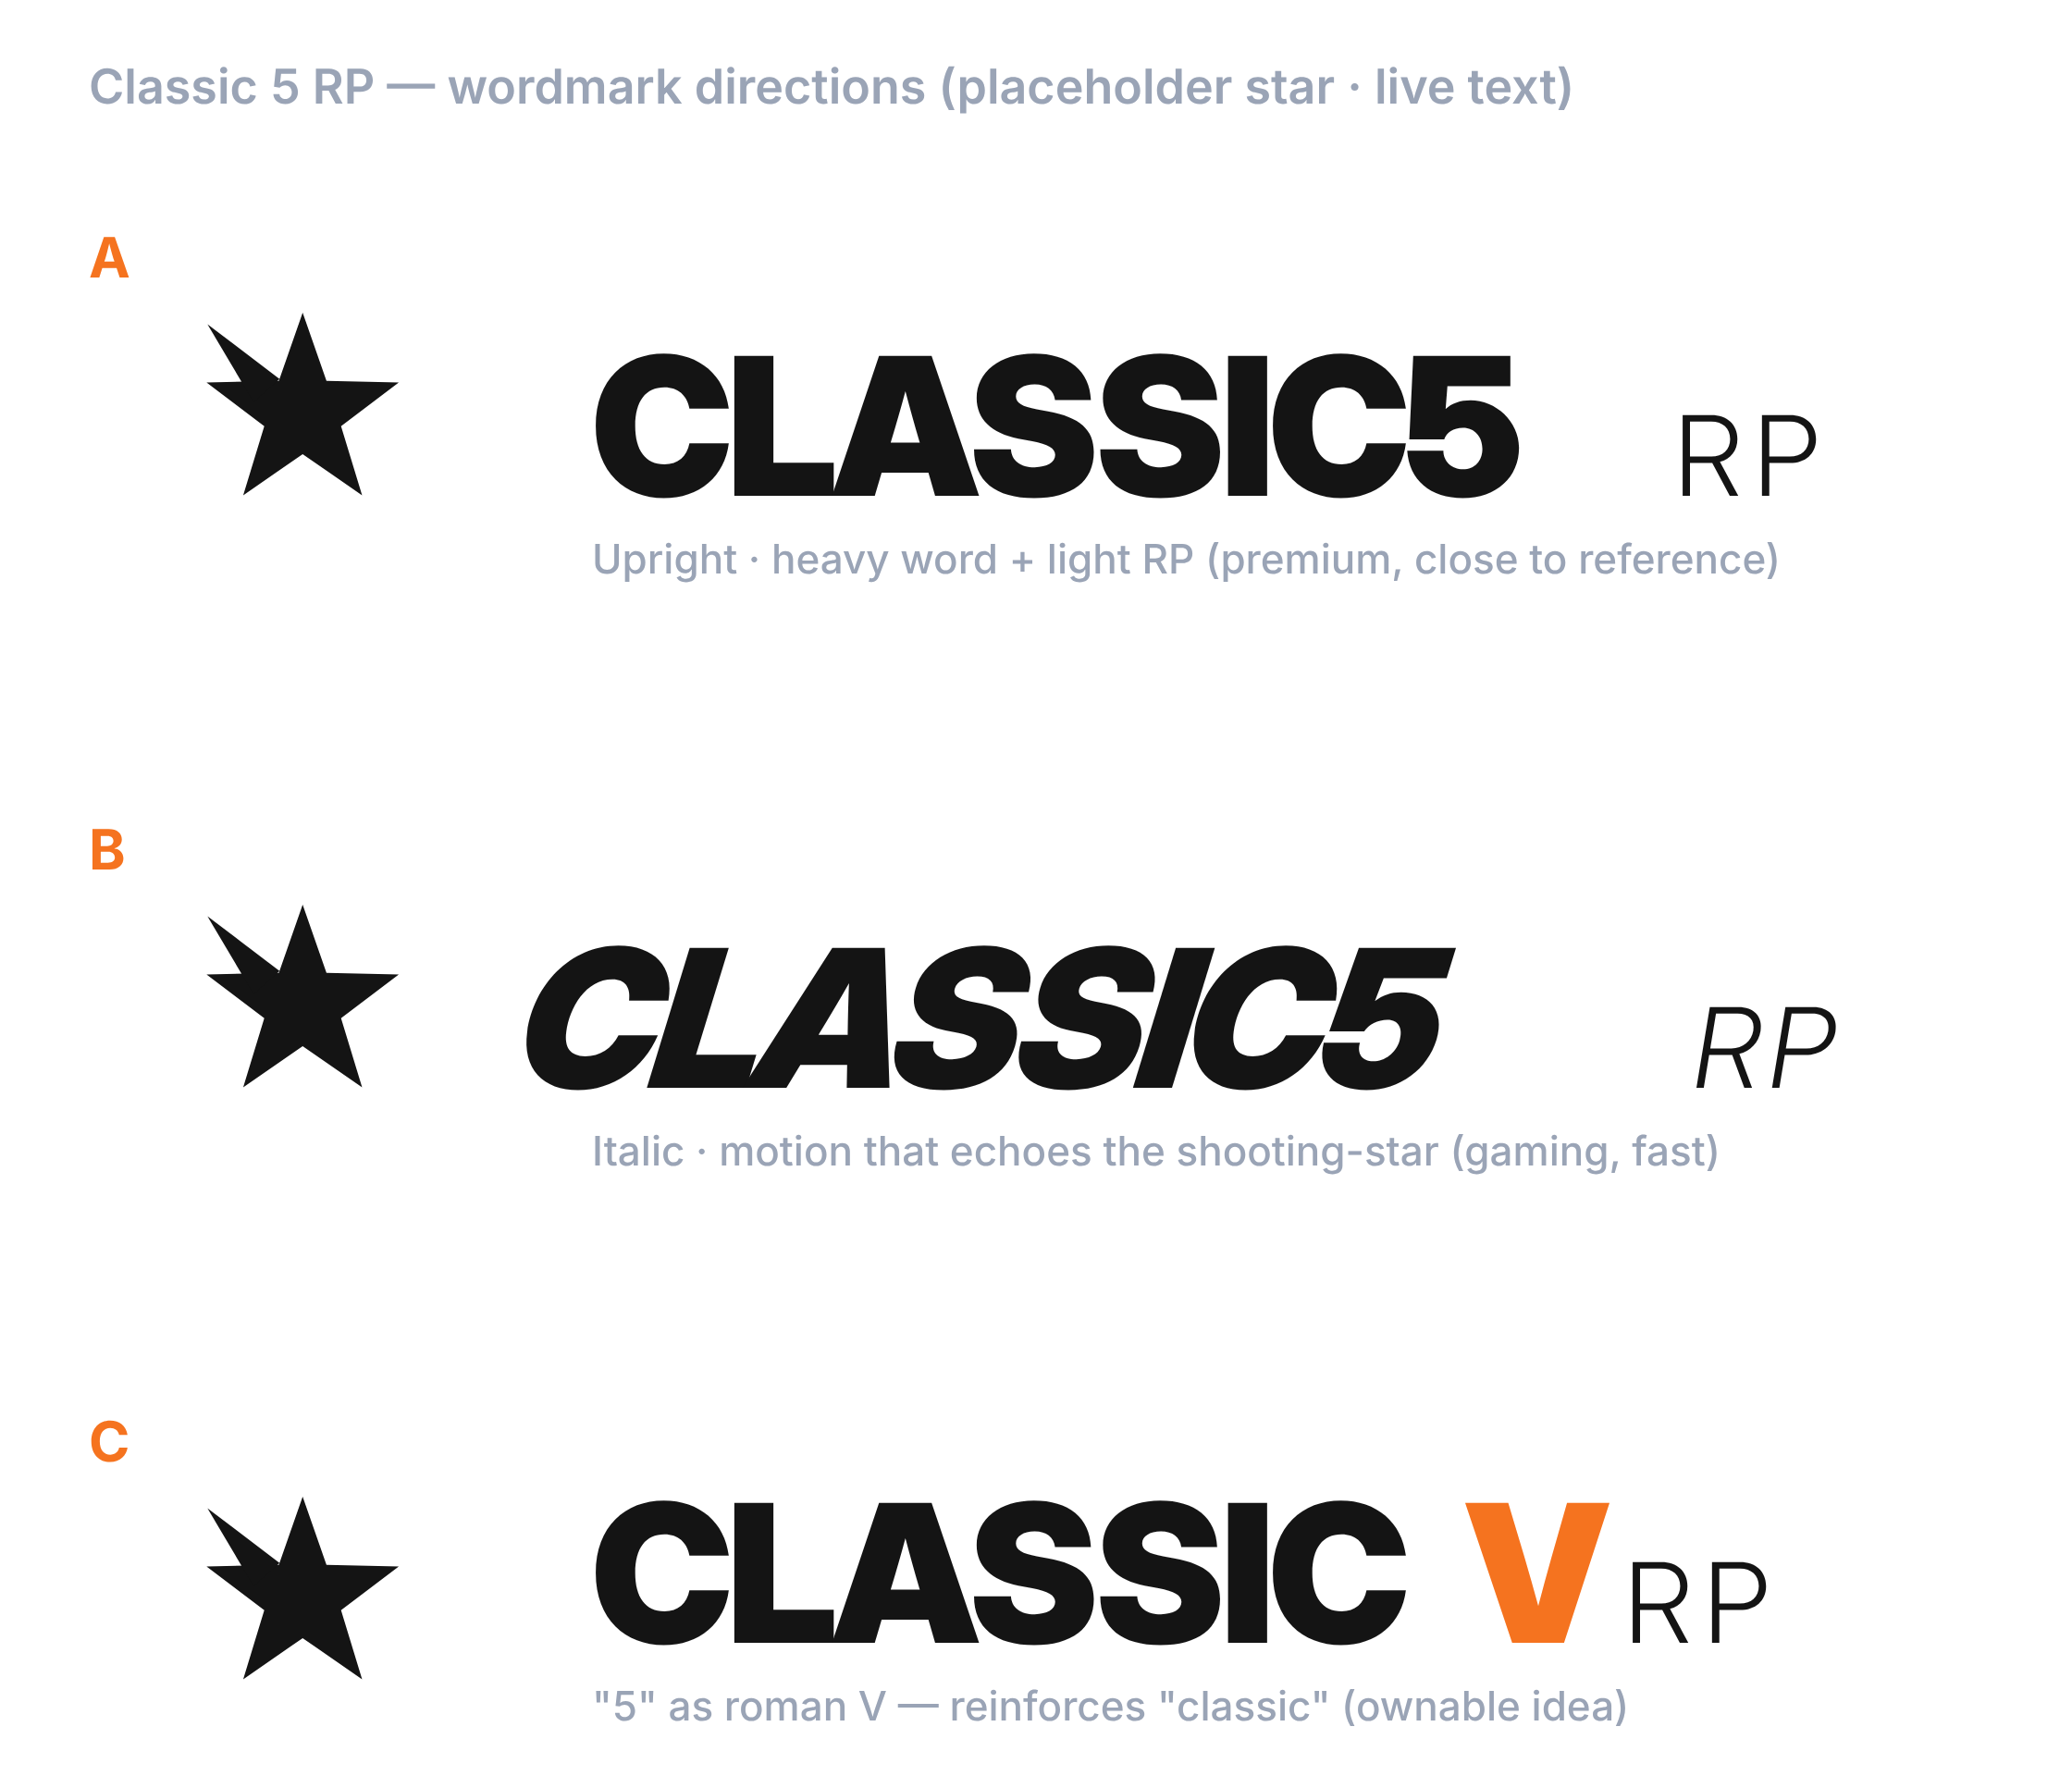 Classic 5 RP — wordmark directions (placeholder star · live text)
A
CLASSIC5 RP
Upright · heavy word + light RP (premium, close to reference)
B
CLASSIC5 RP
Italic · motion that echoes the shooting-star (gaming, fast)
C
CLASSIC V RP
"5" as roman V — reinforces "classic" (ownable idea)